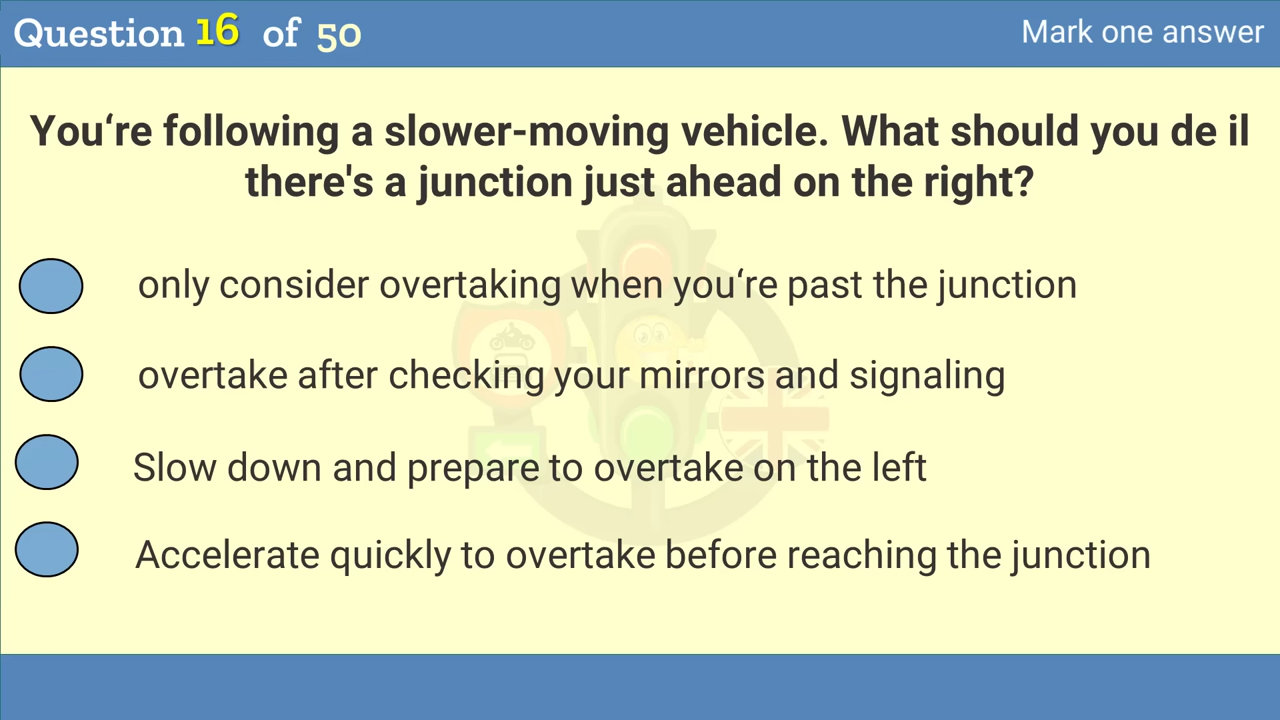 Question 16 of 50
Mark one answer
You‘re following a slower-moving vehicle. What should you de il
there's a junction just ahead on the right?
only consider overtaking when you‘re past the junction
overtake after checking your mirrors and signaling
Slow down and prepare to overtake on the left
Accelerate quickly to overtake before reaching the junction